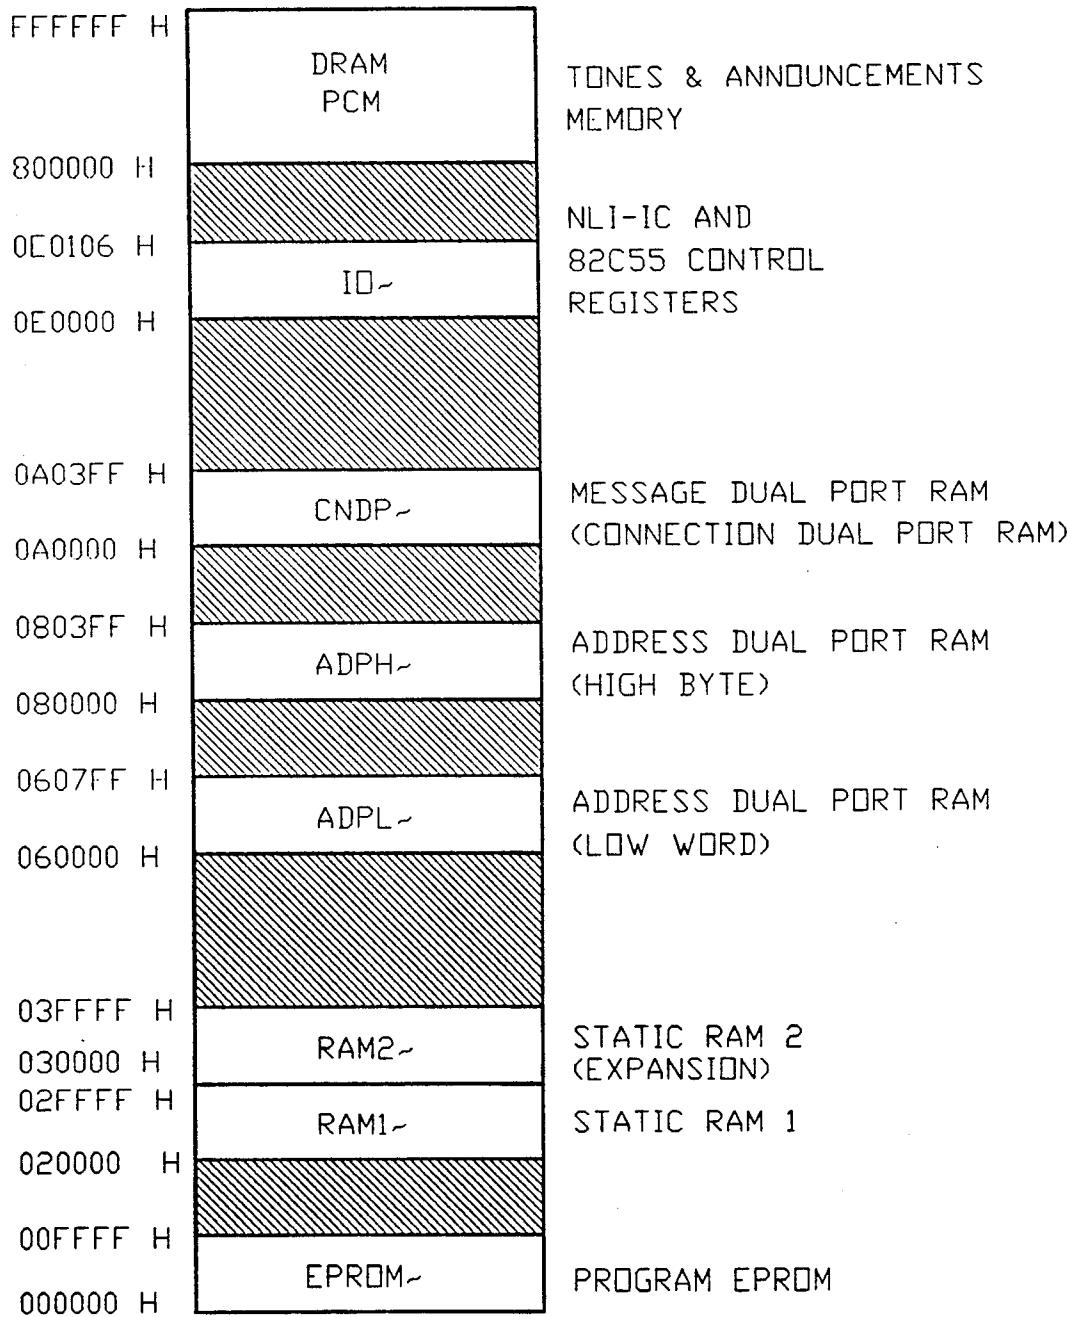 FFFFFF H
DRAM
PCM
TONES & ANNOUNCEMENTS
MEMORY
800000 H
NLI-IC AND
82C55 CONTROL
REGISTERS
0E0106 H
IO~
0E0000 H
0A03FF H
CNDP~
MESSAGE DUAL PORT RAM
(CONNECTION DUAL PORT RAM)
0A0000 H
0803FF H
ADPH~
ADDRESS DUAL PORT RAM
(HIGH BYTE)
080000 H
0607FF H
ADPL~
ADDRESS DUAL PORT RAM
(LOW WORD)
060000 H
03FFFF H
RAM2~
STATIC RAM 2
(EXPANSION)
030000 H
02FFFF H
RAM1~
STATIC RAM 1
020000 H
00FFFF H
EPROM~
PROGRAM EPROM
000000 H